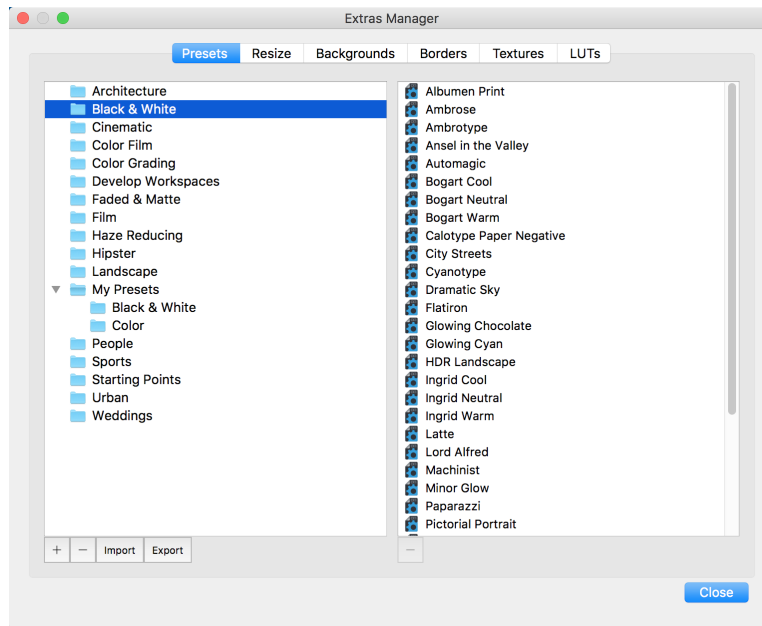 Extras Manager
Presets Resize Backgrounds Borders Textures LUTs
Architecture
Black & White
Cinematic
Color Film
Color Grading
Develop Workspaces
Faded & Matte
Film
Haze Reducing
Hipster
Landscape
My Presets
Black & White
Color
People
Sports
Starting Points
Urban
Weddings
+ − Import Export
Albumen Print
Ambrose
Ambrotype
Ansel in the Valley
Automagic
Bogart Cool
Bogart Neutral
Bogart Warm
Calotype Paper Negative
City Streets
Cyanotype
Dramatic Sky
Flatiron
Glowing Chocolate
Glowing Cyan
HDR Landscape
Ingrid Cool
Ingrid Neutral
Ingrid Warm
Latte
Lord Alfred
Machinist
Minor Glow
Paparazzi
Pictorial Portrait
−
Close